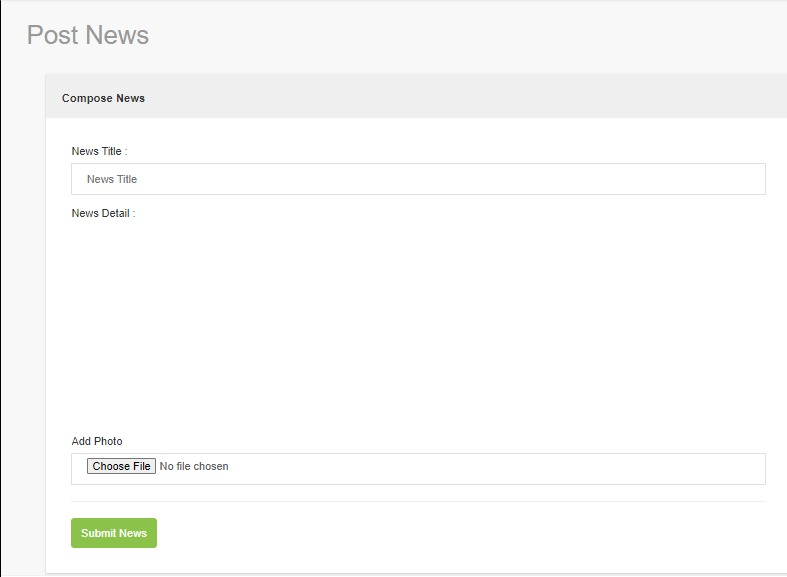 Post News
Compose News
News Title :
News Title
News Detail :
Add Photo
Choose File No file chosen
Submit News